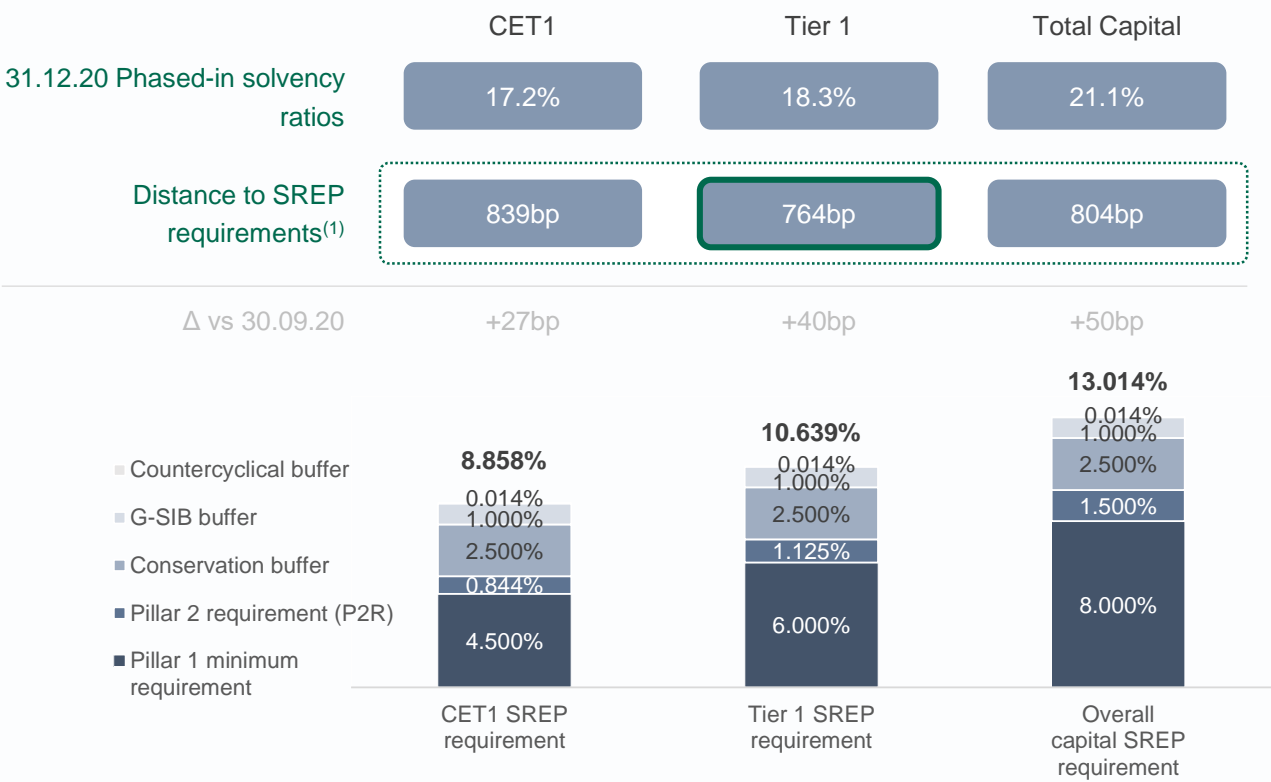 CET1 Tier 1 Total Capital
31.12.20 Phased-in solvency
ratios
17.2% 18.3% 21.1%
Distance to SREP
requirements(1)
839bp 764bp 804bp
Δ vs 30.09.20 +27bp +40bp +50bp
Countercyclical buffer
G-SIB buffer
Conservation buffer
Pillar 2 requirement (P2R)
Pillar 1 minimum
requirement
8.858%
0.014%
1.000%
2.500%
0.844%
4.500%
CET1 SREP
requirement
10.639%
0.014%
1.000%
2.500%
1.125%
6.000%
Tier 1 SREP
requirement
13.014%
0.014%
1.000%
2.500%
1.500%
8.000%
Overall
capital SREP
requirement